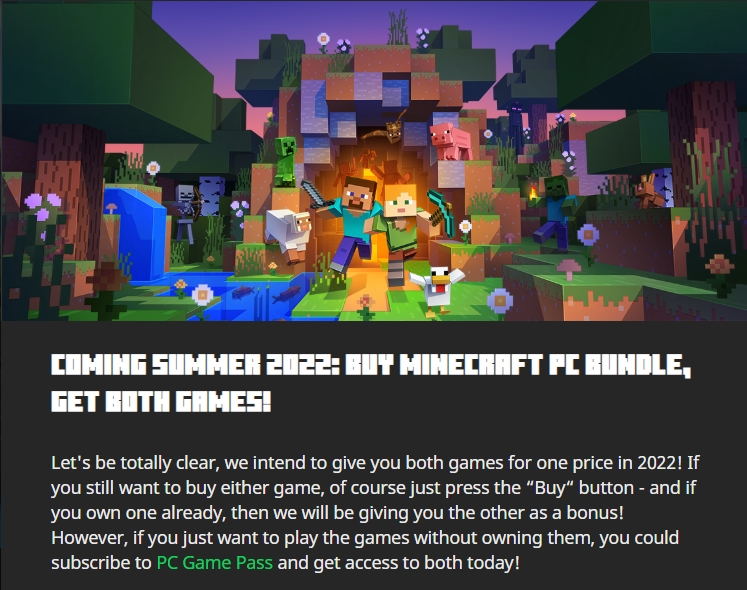 COMING SUMMER 2022: BUY MINECRAFT PC BUNDLE,
GET BOTH GAMES!
Let's be totally clear, we intend to give you both games for one price in 2022! If
you still want to buy either game, of course just press the “Buy“ button - and if
you own one already, then we will be giving you the other as a bonus!
However, if you just want to play the games without owning them, you could
subscribe to PC Game Pass and get access to both today!